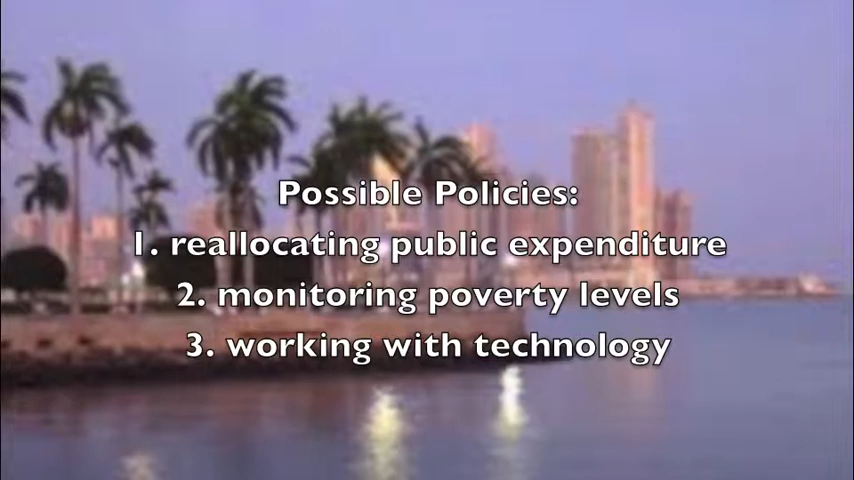 Possible Policies:
1. reallocating public expenditure
2. monitoring poverty levels
3. working with technology